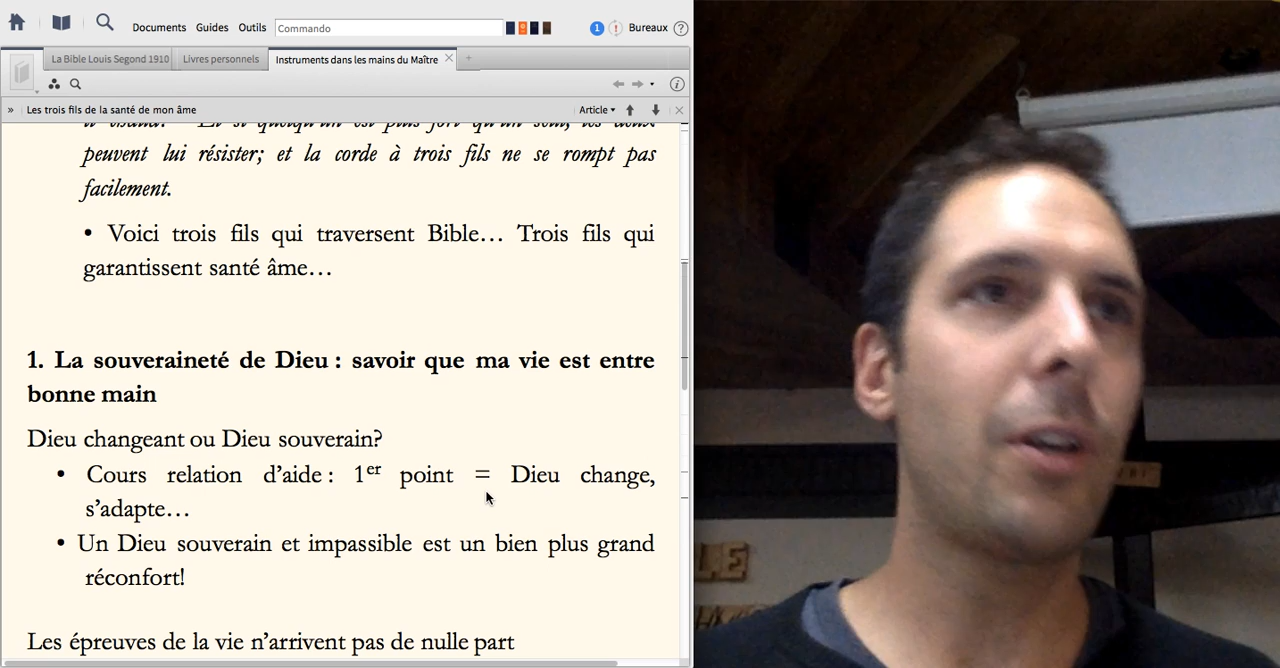 Documents Guides Outils Commando 1 ! Bureaux ?
La Bible Louis Segond 1910 Livres personnels Instruments dans les mains du Maître × +
» Les trois fils de la santé de mon âme Article
peuvent lui résister; et la corde à trois fils ne se rompt pas
facilement.
• Voici trois fils qui traversent Bible… Trois fils qui
garantissent santé âme…
1. La souveraineté de Dieu : savoir que ma vie est entre
bonne main
Dieu changeant ou Dieu souverain?
• Cours relation d’aide : 1er point = Dieu change,
s’adapte…
• Un Dieu souverain et impassible est un bien plus grand
réconfort!
Les épreuves de la vie n’arrivent pas de nulle part